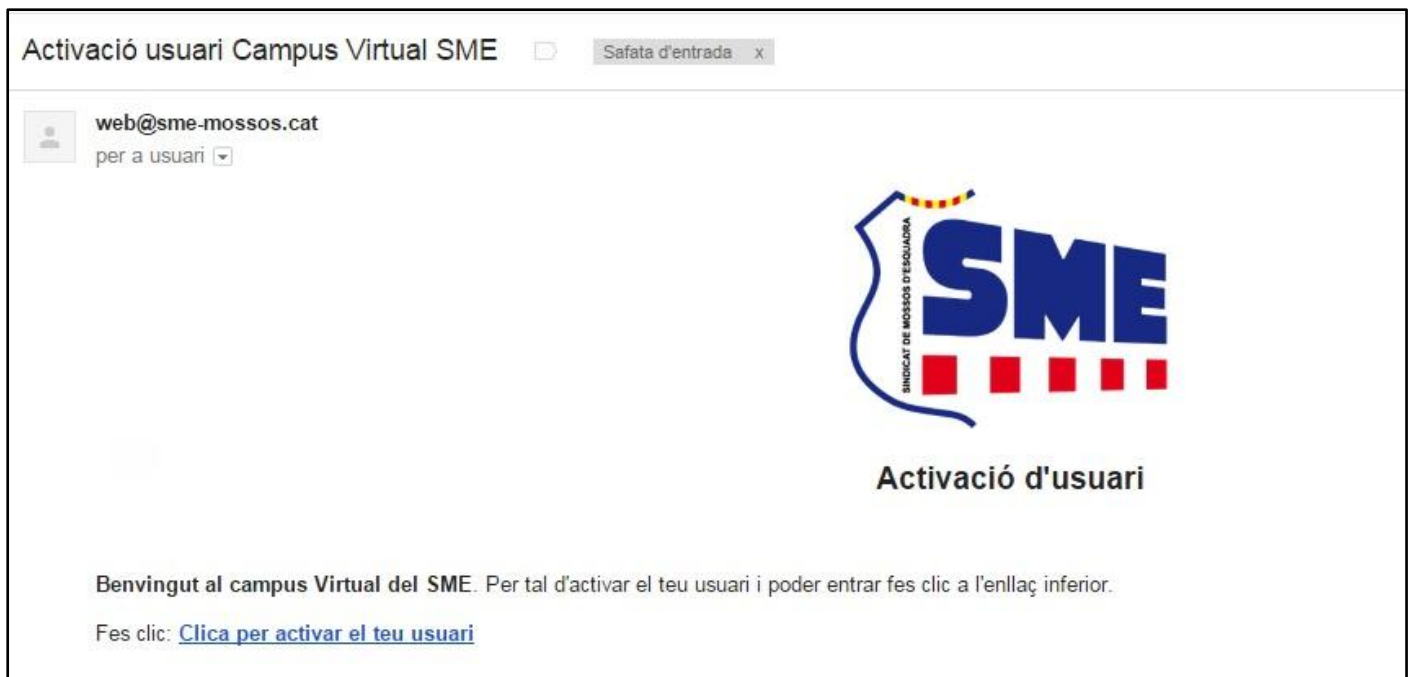 Activació usuari Campus Virtual SME
Safata d'entrada x
web@sme-mossos.cat
per a usuari
SINDICAT DE MOSSOS D'ESQUADRA
SME
Activació d'usuari
Benvingut al campus Virtual del SME. Per tal d'activar el teu usuari i poder entrar fes clic a l'enllaç inferior.
Fes clic: Clica per activar el teu usuari